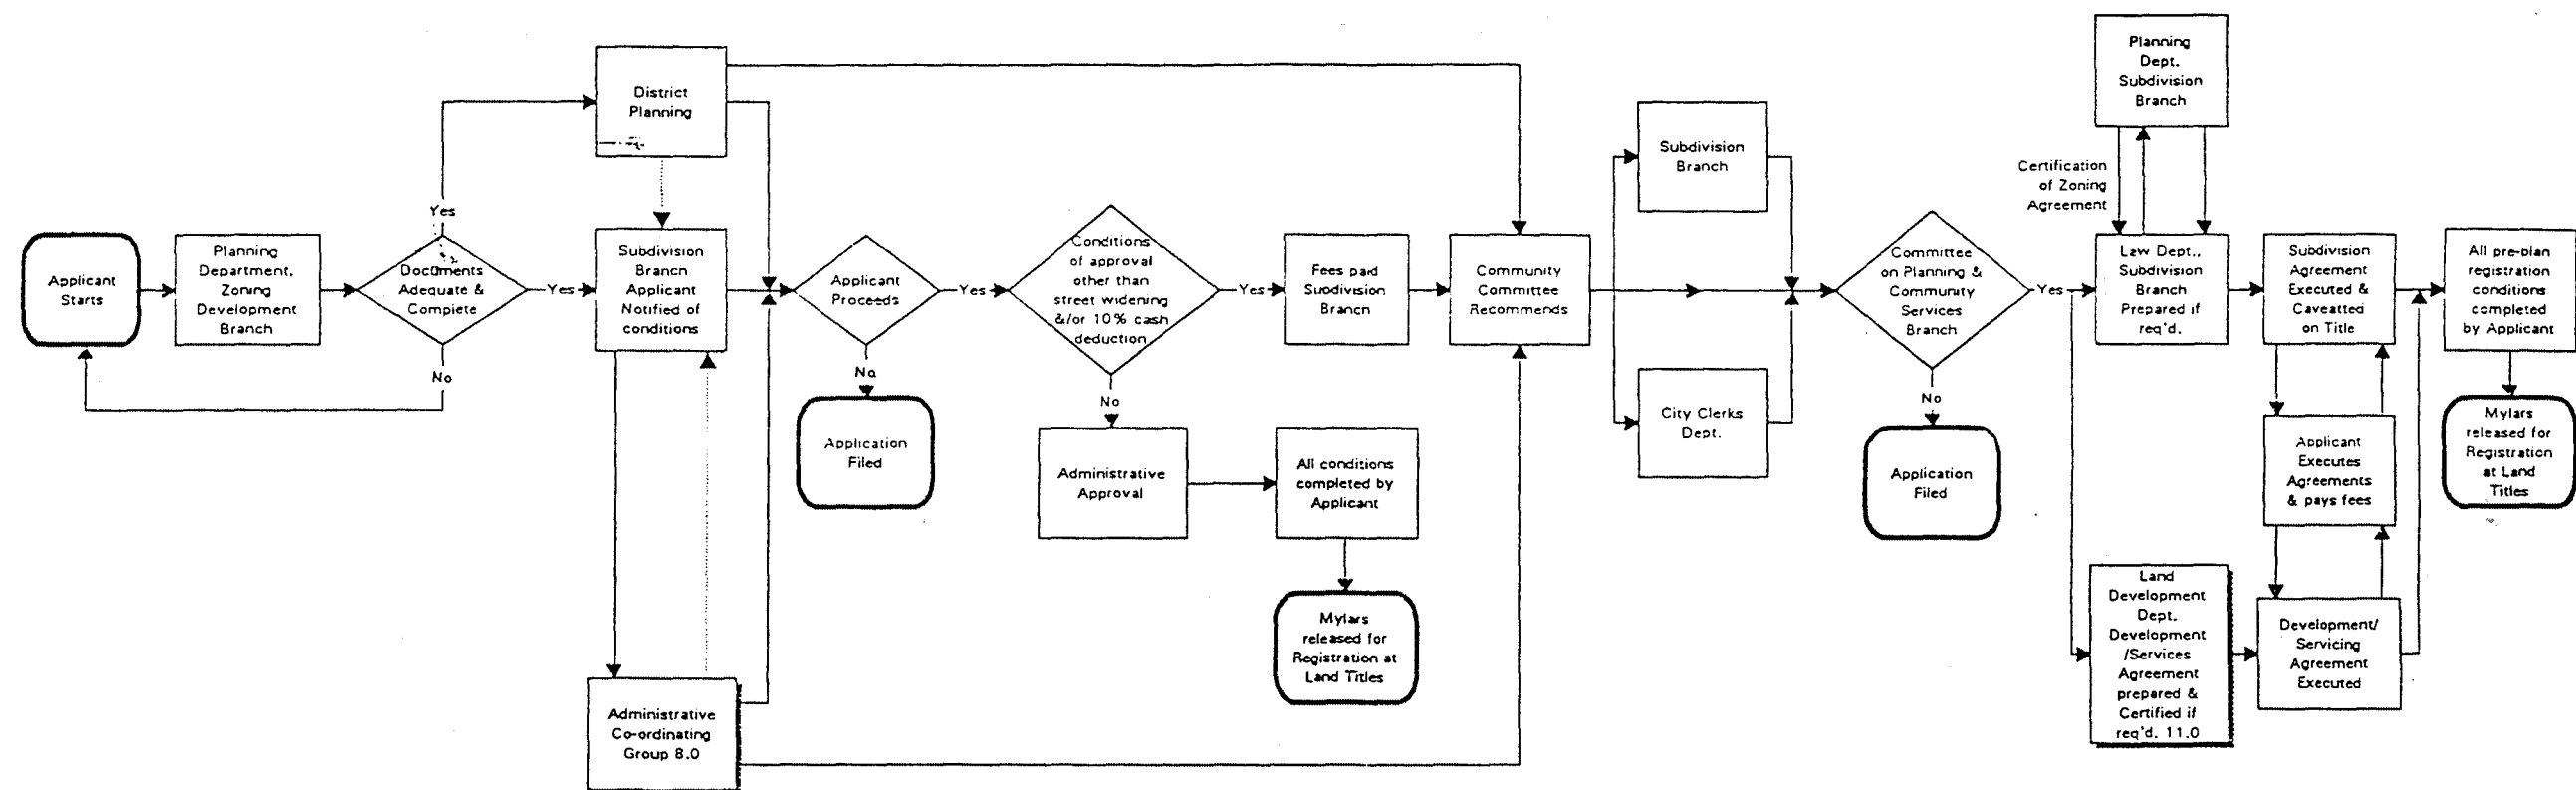 Applicant
Starts
Planning
Department,
Zoning
Development
Branch
Documents
Adequate &
Complete
Yes
Yes
No
District
Planning
Subdivision
Branch
Applicant
Notified of
conditions
Administrative
Co-ordinating
Group 8.0
Applicant
Proceeds
Yes
No
Application
Filed
Conditions
of approval
other than
street widening
&/or 10% cash
deduction
Yes
No
Administrative
Approval
All conditions
completed by
Applicant
Mylars
released for
Registration at
Land Titles
Fees paid
Subdivision
Branch
Community
Committee
Recommends
Subdivision
Branch
City Clerks
Dept.
Committee
on Planning &
Community
Services
Branch
Yes
No
Application
Filed
Planning
Dept.
Subdivision
Branch
Certification
of Zoning
Agreement
Law Dept.,
Subdivision
Branch
Prepared if
req'd.
Land
Development
Dept.
Development
/Services
Agreement
prepared &
Certified if
req'd. 11.0
Subdivision
Agreement
Executed &
Caveatted
on Title
Applicant
Executes
Agreements
& pays fees
Development/
Servicing
Agreement
Executed
All pre-plan
registration
conditions
completed
by Applicant
Mylars
released for
Registration
at Land
Titles